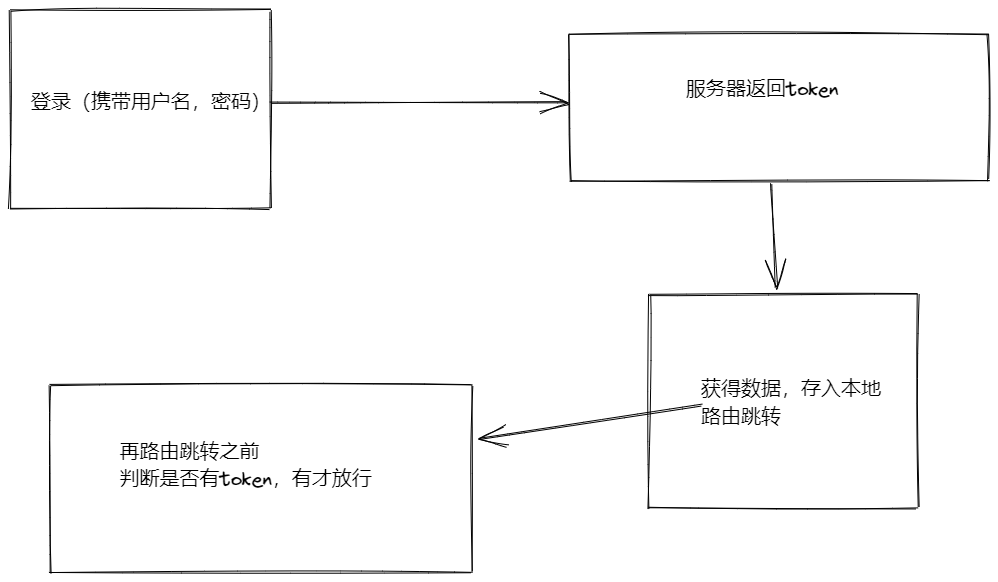 登录（携带用户名，密码）
服务器返回token
获得数据，存入本地
路由跳转
再路由跳转之前
判断是否有token，有才放行